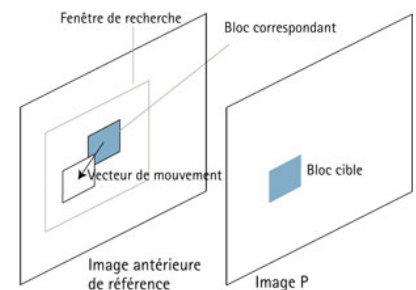 Fenêtre de recherche
Bloc correspondant
Vecteur de mouvement
Bloc cible
Image antérieure
de référence
Image P